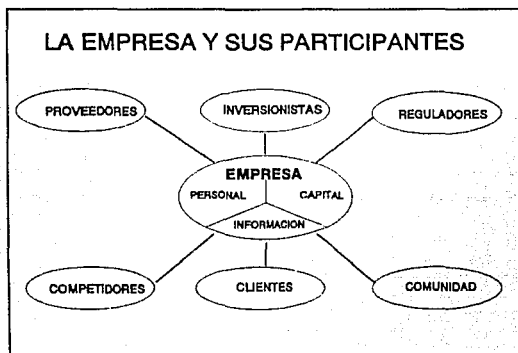 LA EMPRESA Y SUS PARTICIPANTES
PROVEEDORES
INVERSIONISTAS
REGULADORES
EMPRESA
PERSONAL
CAPITAL
INFORMACION
COMPETIDORES
CLIENTES
COMUNIDAD